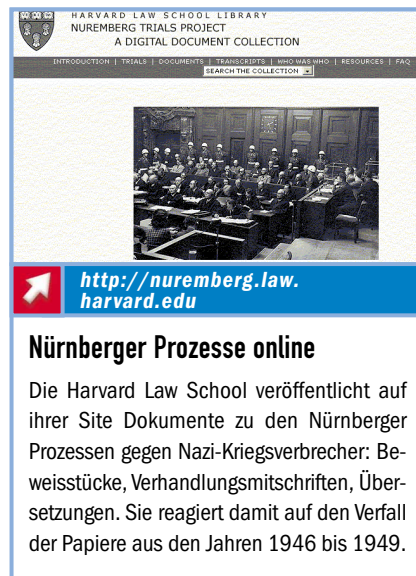 HARVARD LAW SCHOOL LIBRARY
NUREMBERG TRIALS PROJECT
A DIGITAL DOCUMENT COLLECTION
INTRODUCTION | TRIALS | DOCUMENTS | TRANSCRIPTS | WHO WAS WHO | RESOURCES | FAQ
SEARCH THE COLLECTION
http://nuremberg.law.
harvard.edu
Nürnberger Prozesse online
Die Harvard Law School veröffentlicht auf
ihrer Site Dokumente zu den Nürnberger
Prozessen gegen Nazi-Kriegsverbrecher: Be-
weisstücke, Verhandlungsmitschriften, Über-
setzungen. Sie reagiert damit auf den Verfall
der Papiere aus den Jahren 1946 bis 1949.